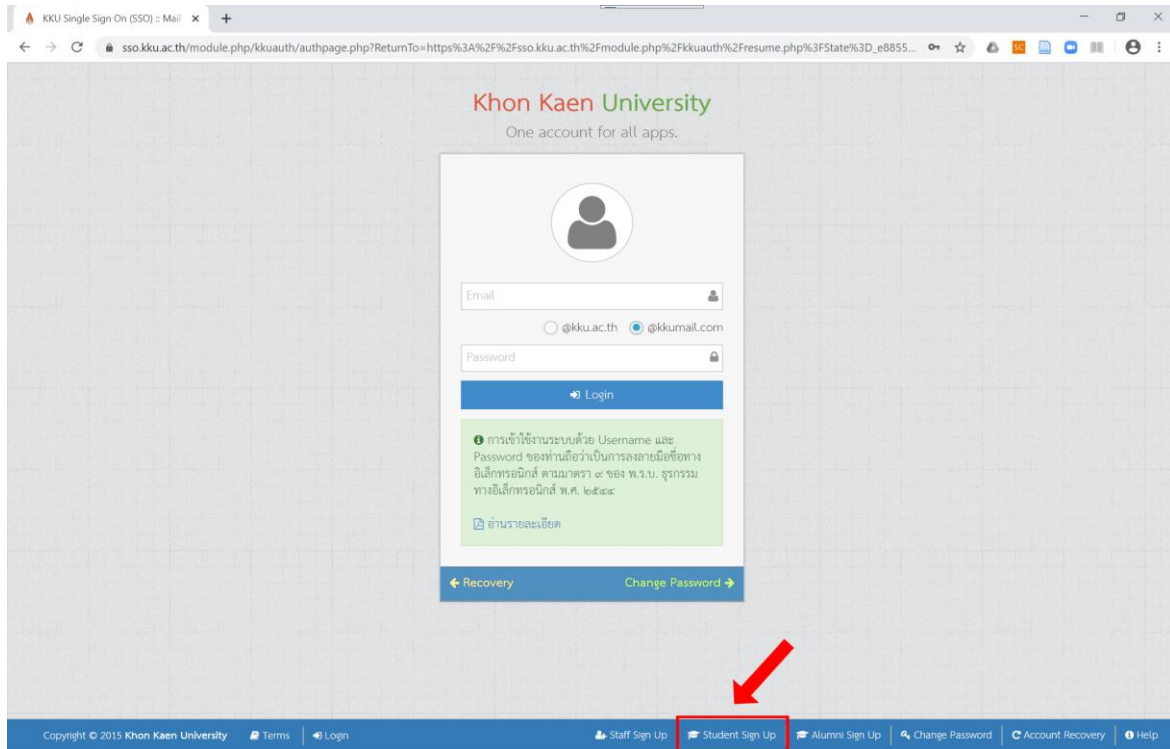 KKU Single Sign On (SSO) :: Mail
sso.kku.ac.th/module.php/kkuauth/authpage.php?ReturnTo=https%3A%2F%2Fsso.kku.ac.th%2Fmodule.php%2Fkkuauth%2Fresume.php%3FState%3D_e8855...
SC
Khon Kaen University
One account for all apps.
Email
@kku.ac.th @kkumail.com
Password
Login
การเข้าใช้งานระบบด้วย Username และ
Password ของท่านถือว่าเป็นการลงลายมือชื่อทาง
อิเล็กทรอนิกส์ ตามมาตรา ๙ ของ พ.ร.บ. ธุรกรรม
ทางอิเล็กทรอนิกส์ พ.ศ. ๒๕๔๔
อ่านรายละเอียด
Recovery Change Password
Copyright © 2015 Khon Kaen University Terms Login Staff Sign Up Student Sign Up Alumni Sign Up Change Password Account Recovery Help